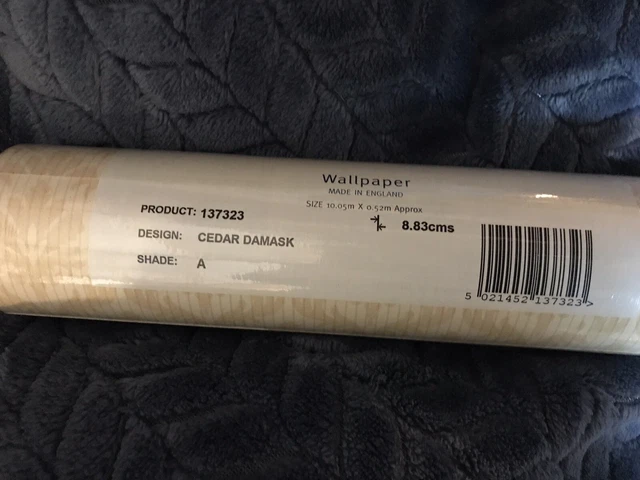 Wallpaper
MADE IN ENGLAND
SIZE 10.05m X 0.52m Approx
8.83cms
PRODUCT: 137323
DESIGN: CEDAR DAMASK
SHADE: A
5 021452 137323 >